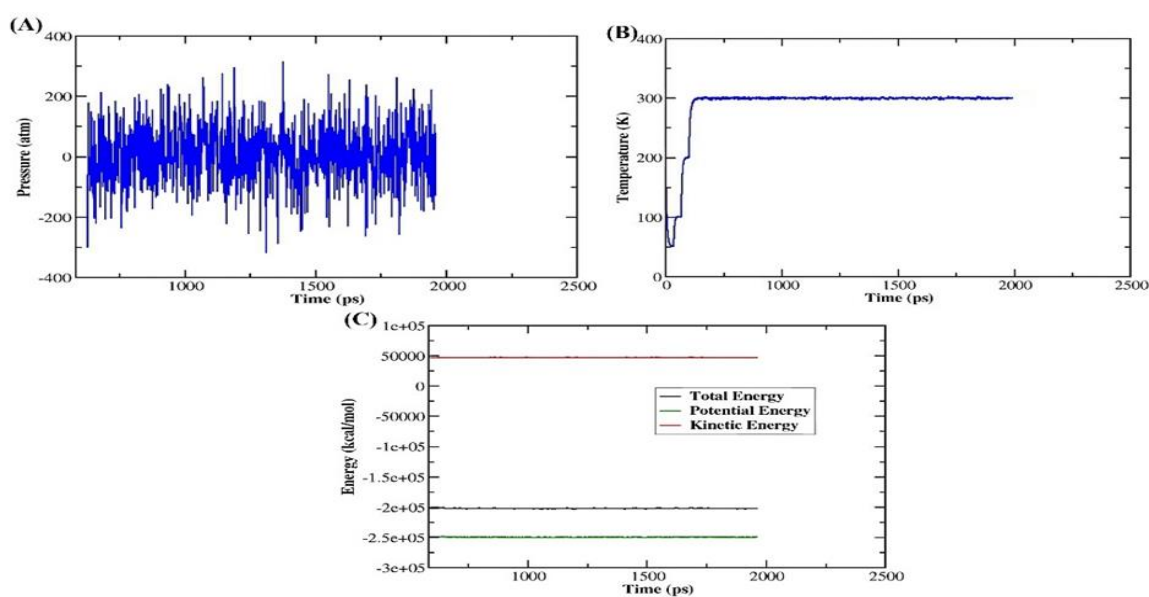 (A)
400
200
0
-200
-400
Pressure (atm)
1000
1500
2000
2500
Time (ps)
(B)
400
300
200
100
0
Temperature (K)
0
500
1000
1500
2000
2500
Time (ps)
(C)
1e+05
50000
0
-50000
-1e+05
-1.5e+05
-2e+05
-2.5e+05
-3e+05
Energy (kcal/mol)
Total Energy
Potential Energy
Kinetic Energy
1000
1500
2000
2500
Time (ps)